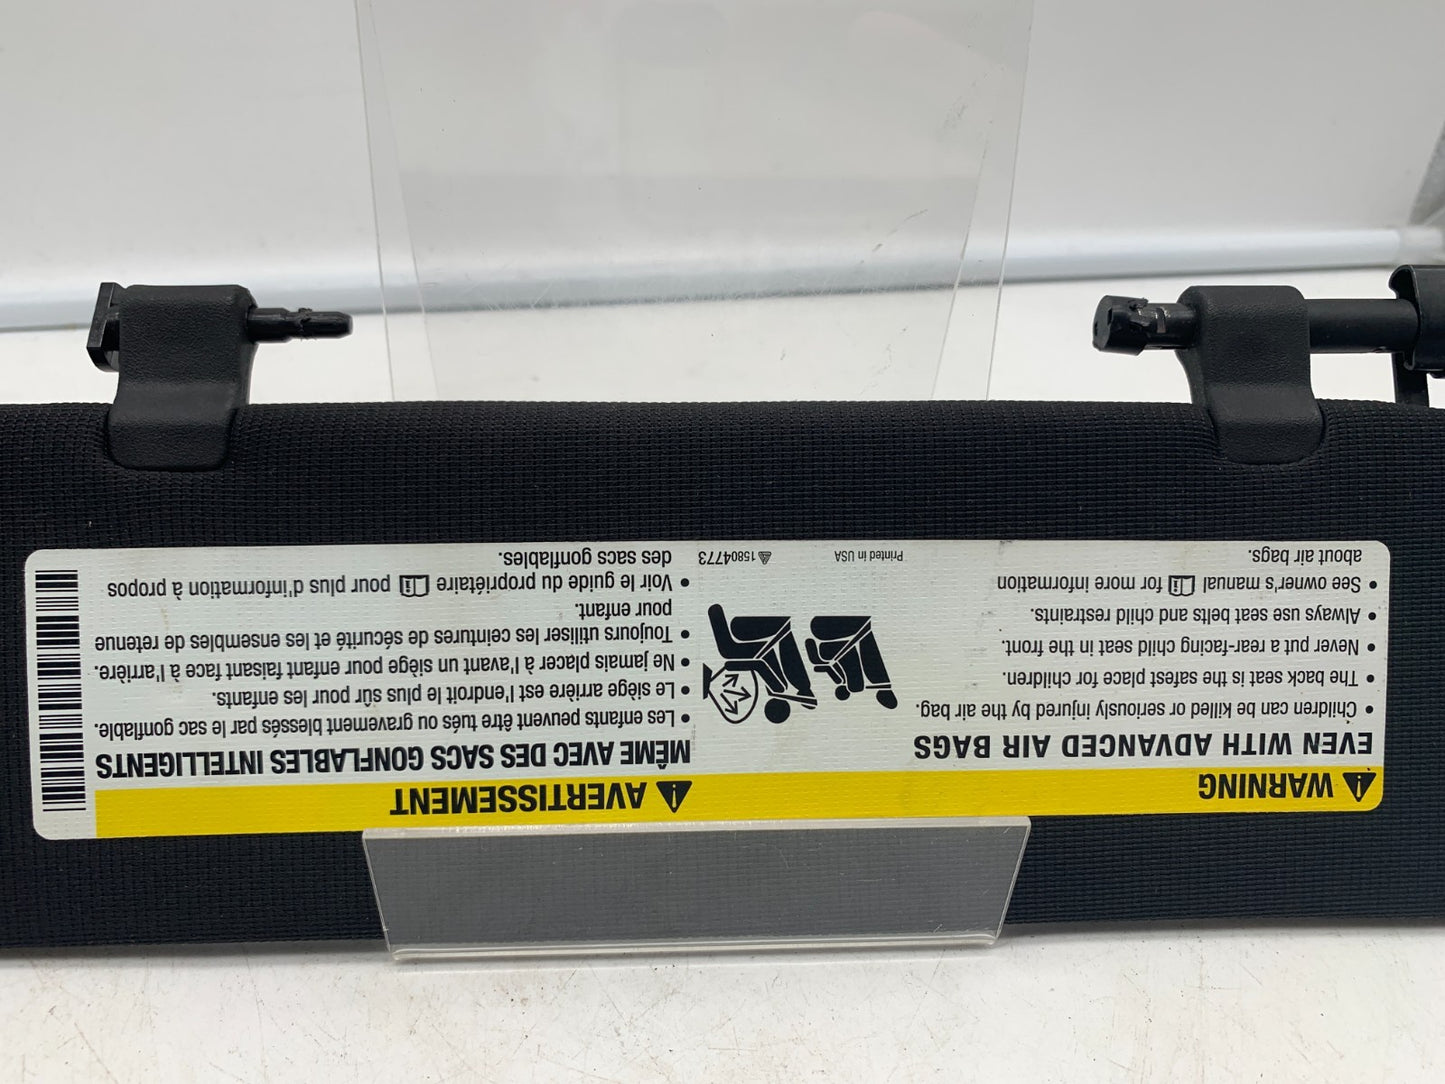 WARNING
EVEN WITH ADVANCED AIR BAGS
• Children can be killed or seriously injured by the air bag.
• The back seat is the safest place for children.
• Never put a rear-facing child seat in the front.
• Always use seat belts and child restraints.
• See owner's manual for more information
about air bags.
Printed in USA
15804773
AVERTISSEMENT
MÊME AVEC DES SACS GONFLABLES INTELLIGENTS
• Les enfants peuvent être tués ou gravement blessés par le sac gonflable.
• Le siège arrière est l'endroit le plus sûr pour les enfants.
• Ne jamais placer à l'avant un siège pour enfant faisant face à l'arrière.
• Toujours utiliser les ceintures de sécurité et les ensembles de retenue
pour enfant.
• Voir le guide du propriétaire pour plus d'information à propos
des sacs gonflables.